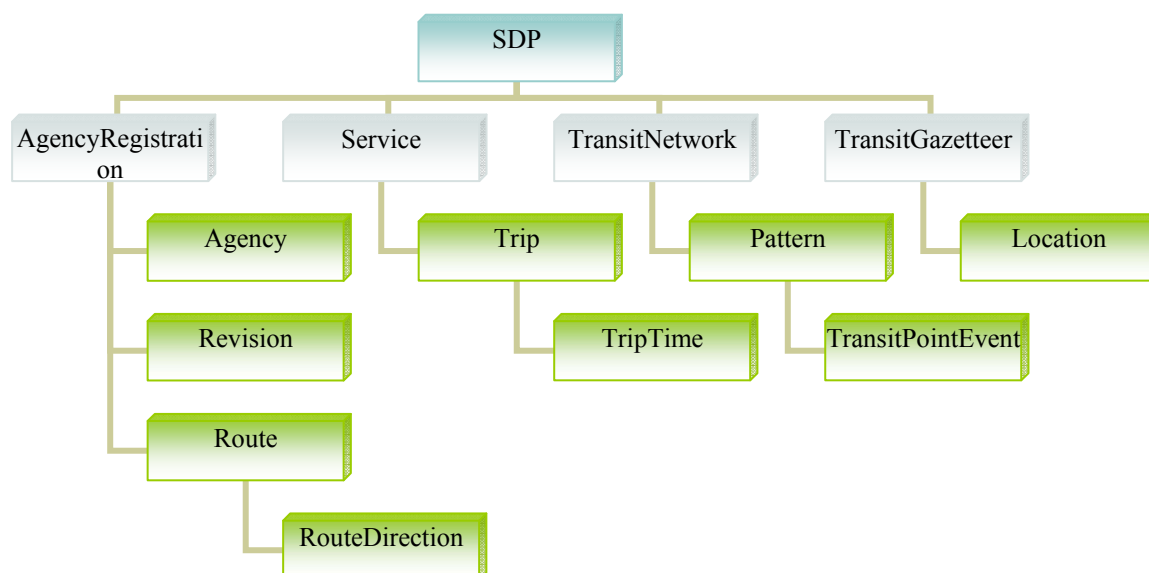 SDP
AgencyRegistrati
on
Service
TransitNetwork
TransitGazetteer
Agency
Trip
Pattern
Location
Revision
TripTime
TransitPointEvent
Route
RouteDirection